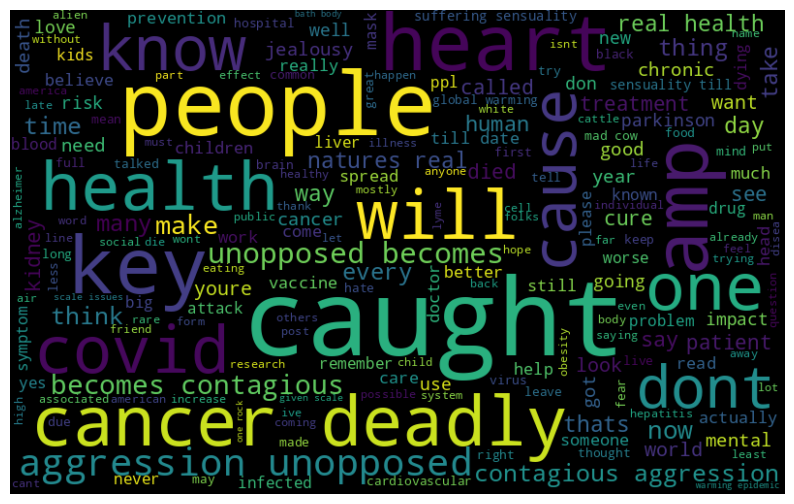 alien
hospital
bath body
suffering sensuality
mask
name
without
prevention
love
death
know
heart
real health
well
kids
jealousy
really
isnt
black
new
thing
dying
take
believe
part
effect
common
happen
great
try
don
sensuality till
chronic
america
people
ppl
called
global warming
white
cattle
treatment
want
late
risk
mean
cause
mad cow
parkinson
day
time
blood
need
must
children
liver
illness
till date
human
first
food
mind
put
good
amp
full
talked
brain
natures real
died
tell
life
much
health
healthy
spread
anyone
mostly
way
will
known
year
see
alzheimer
thank
cell
folks
lyme
please
individual
man
disea
many
make
word
public
cancer
cure
drug
kidney
line
social
die
wont
come
let
work
far
keep
already
feel
trying
head
long
key
unopposed becomes
hope
worse
less
eating
youre
vaccine
every
better
back
still
going
one
air
scale issues
big
attack
hate
doctor
caught
body
even
problem
impact
question
think
rare
form
others
post
friend
saying
symptom
covid
research
remember
child
help
obesity
say
patient
look
live
yes
becomes contagious
care
use
virus
leave
got
fear
read
away
lot
dont
high
associated
american
increase
given scale
possible
system
hepatitis
actually
due
ive
coming
one rock
cancer deadly
thats
now
mental
made
right
someone
thought
world
least
aggression unopposed
never
may
infected
cardiovascular
contagious aggression
cant
warming epidemic